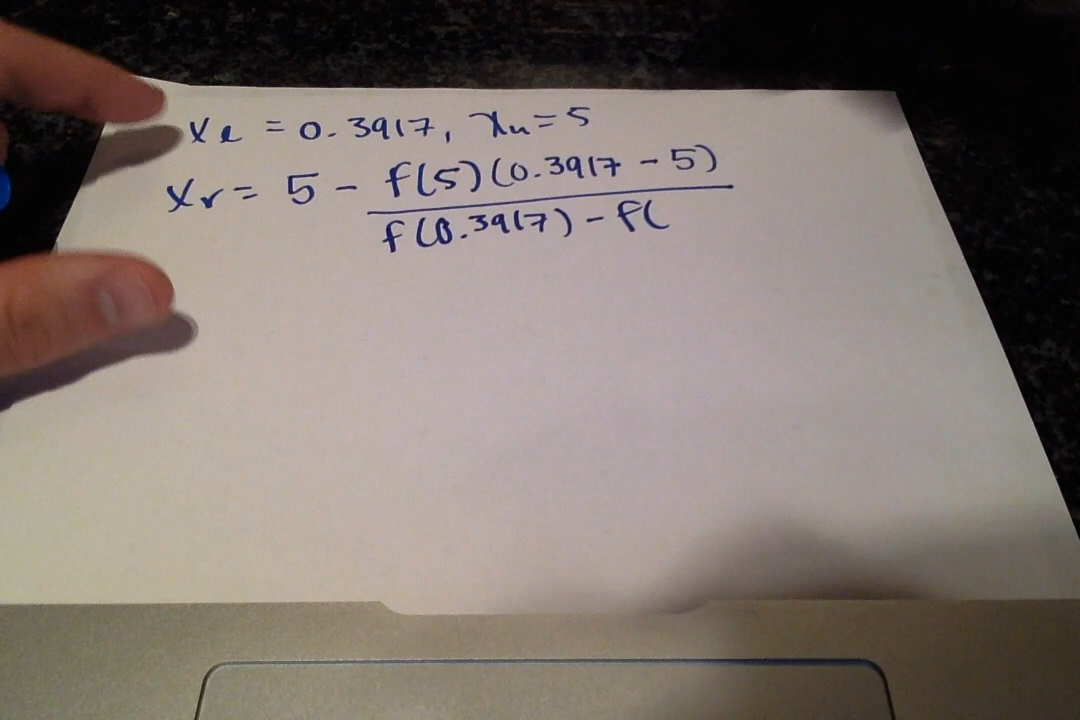 xℓ = 0.3917, xu = 5
xr = 5 - f(5)(0.3917 - 5)
f(0.3917) - f(